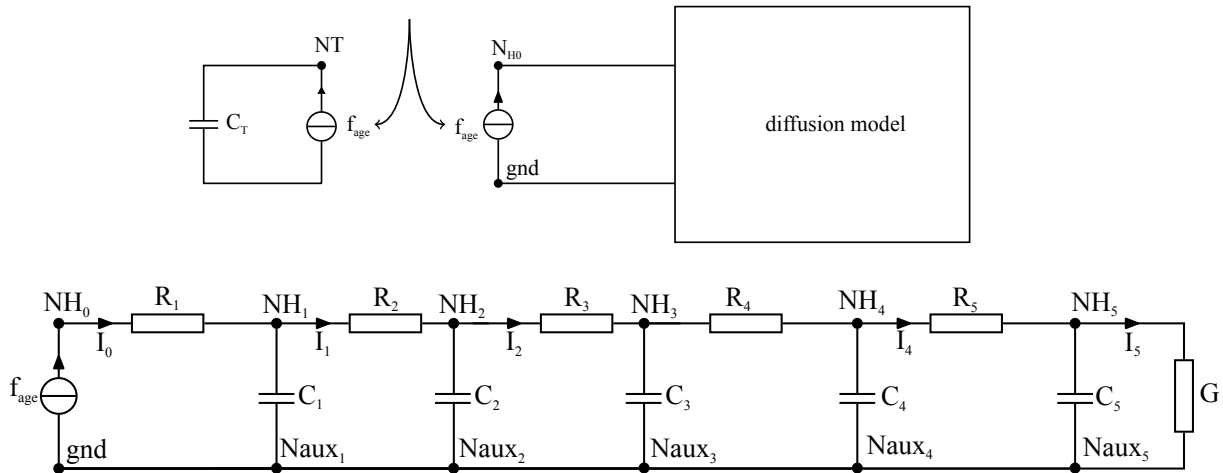 NT
N_H0
C_T
f_age
f_age
diffusion model
gnd
NH_0
R_1
NH_1
R_2
NH_2
R_3
NH_3
R_4
NH_4
R_5
NH_5
I_0
I_1
I_2
I_4
I_5
f_age
C_1
C_2
C_3
C_4
C_5
G
gnd
Naux_1
Naux_2
Naux_3
Naux_4
Naux_5